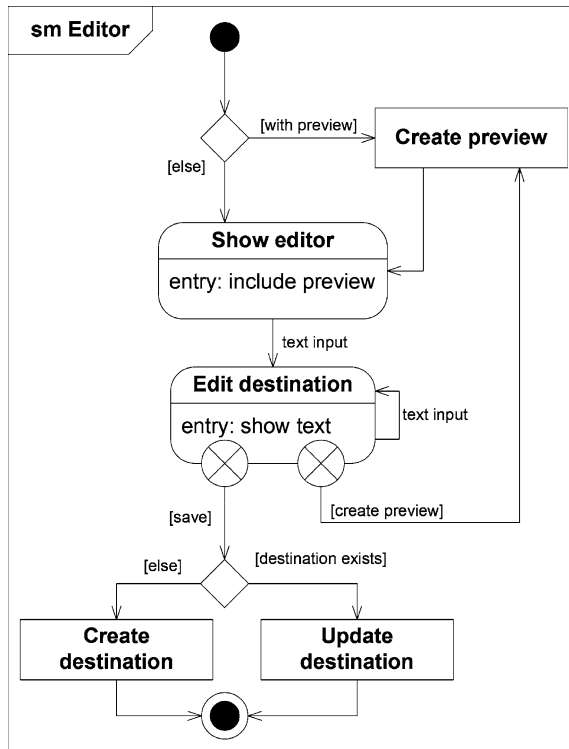 sm Editor
[with preview]
Create preview
[else]
Show editor
entry: include preview
text input
Edit destination
entry: show text
text input
[save]
[create preview]
[else]
[destination exists]
Create
destination
Update
destination